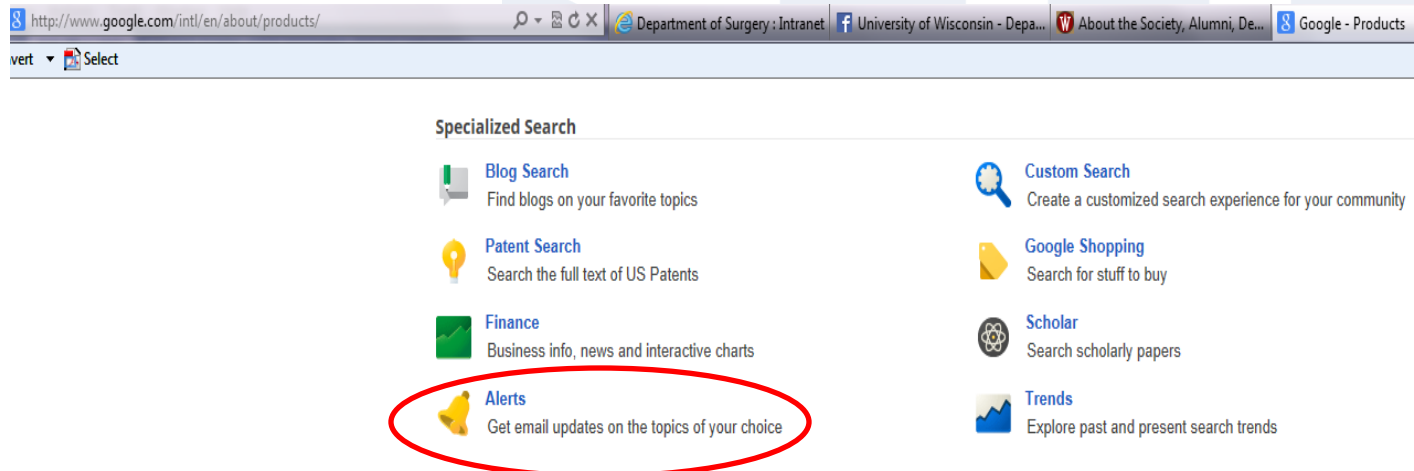 http://www.google.com/intl/en/about/products/
Department of Surgery : Intranet
University of Wisconsin - Depa...
About the Society, Alumni, De...
Google - Products
vert
Select
Specialized Search
Blog Search
Find blogs on your favorite topics
Custom Search
Create a customized search experience for your community
Patent Search
Search the full text of US Patents
Google Shopping
Search for stuff to buy
Finance
Business info, news and interactive charts
Scholar
Search scholarly papers
Alerts
Get email updates on the topics of your choice
Trends
Explore past and present search trends